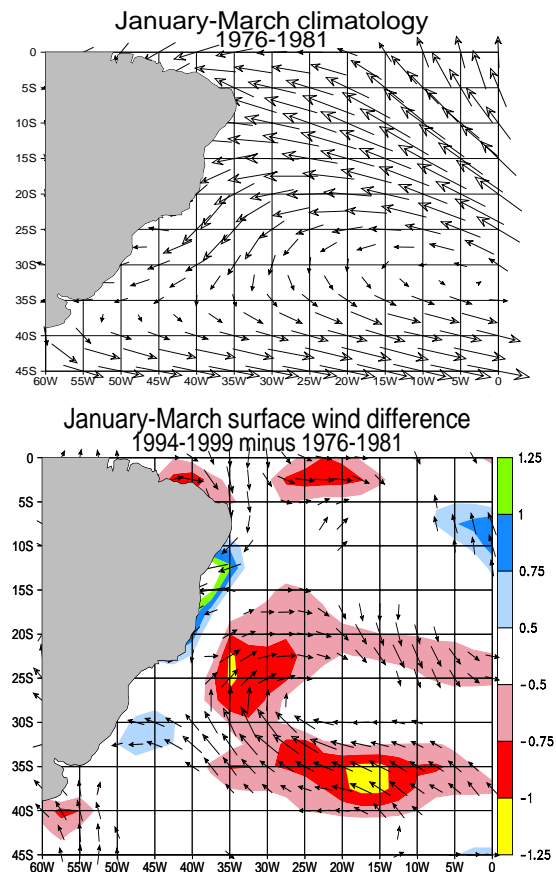 January-March climatology
1976-1981
0
5S
10S
15S
20S
25S
30S
35S
40S
45S
60W 55W 50W 45W 40W 35W 30W 25W 20W 15W 10W 5W 0
January-March surface wind difference
1994-1999 minus 1976-1981
0
5S
10S
15S
20S
25S
30S
35S
40S
45S
60W 55W 50W 45W 40W 35W 30W 25W 20W 15W 10W 5W 0
1.25
1
0.75
0.5
-0.5
-0.75
-1
-1.25